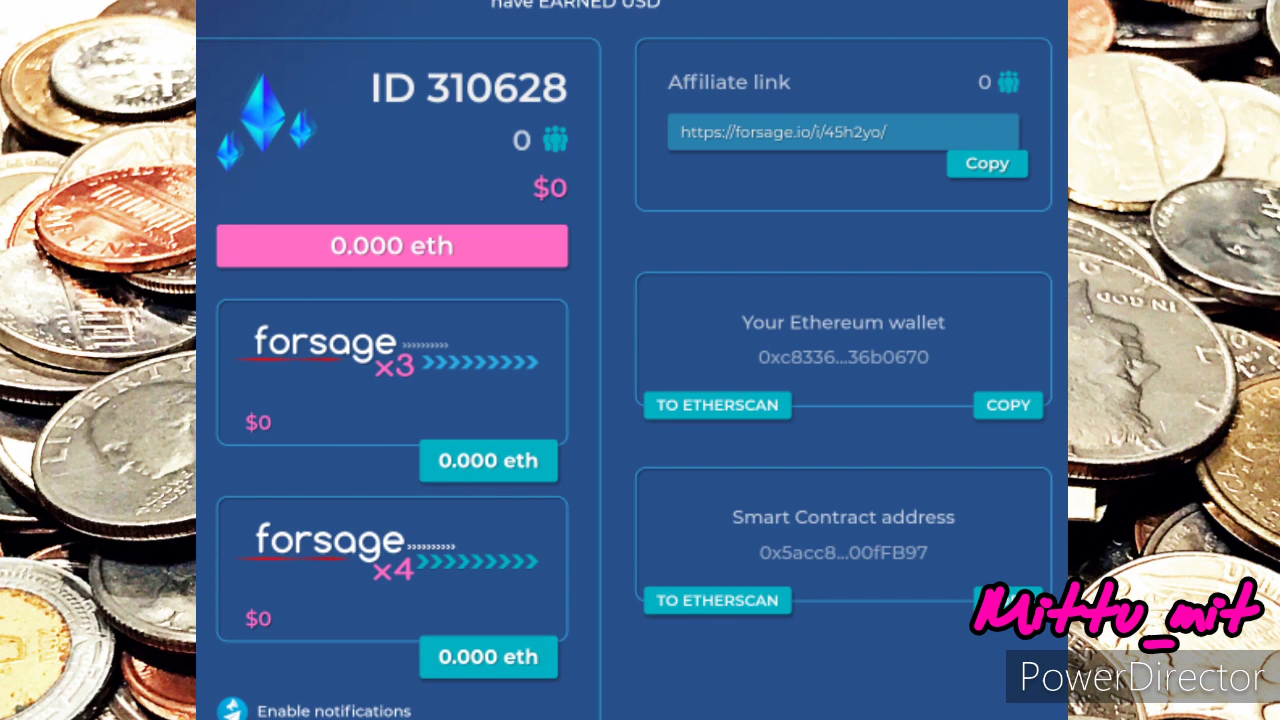 have EARNED USD
ID 310628
0
$0
0.000 eth
forsage »»»»»
x3 »»»»»
$0
0.000 eth
forsage »»»»»
x4 »»»»»
$0
0.000 eth
Enable notifications
Affiliate link 0
https://forsage.io/i/45h2yo/
Copy
Your Ethereum wallet
0xc8336...36b0670
TO ETHERSCAN COPY
Smart Contract address
0x5acc8...00fFB97
TO ETHERSCAN
Mittu_mit
PowerDirector
LIBERTY